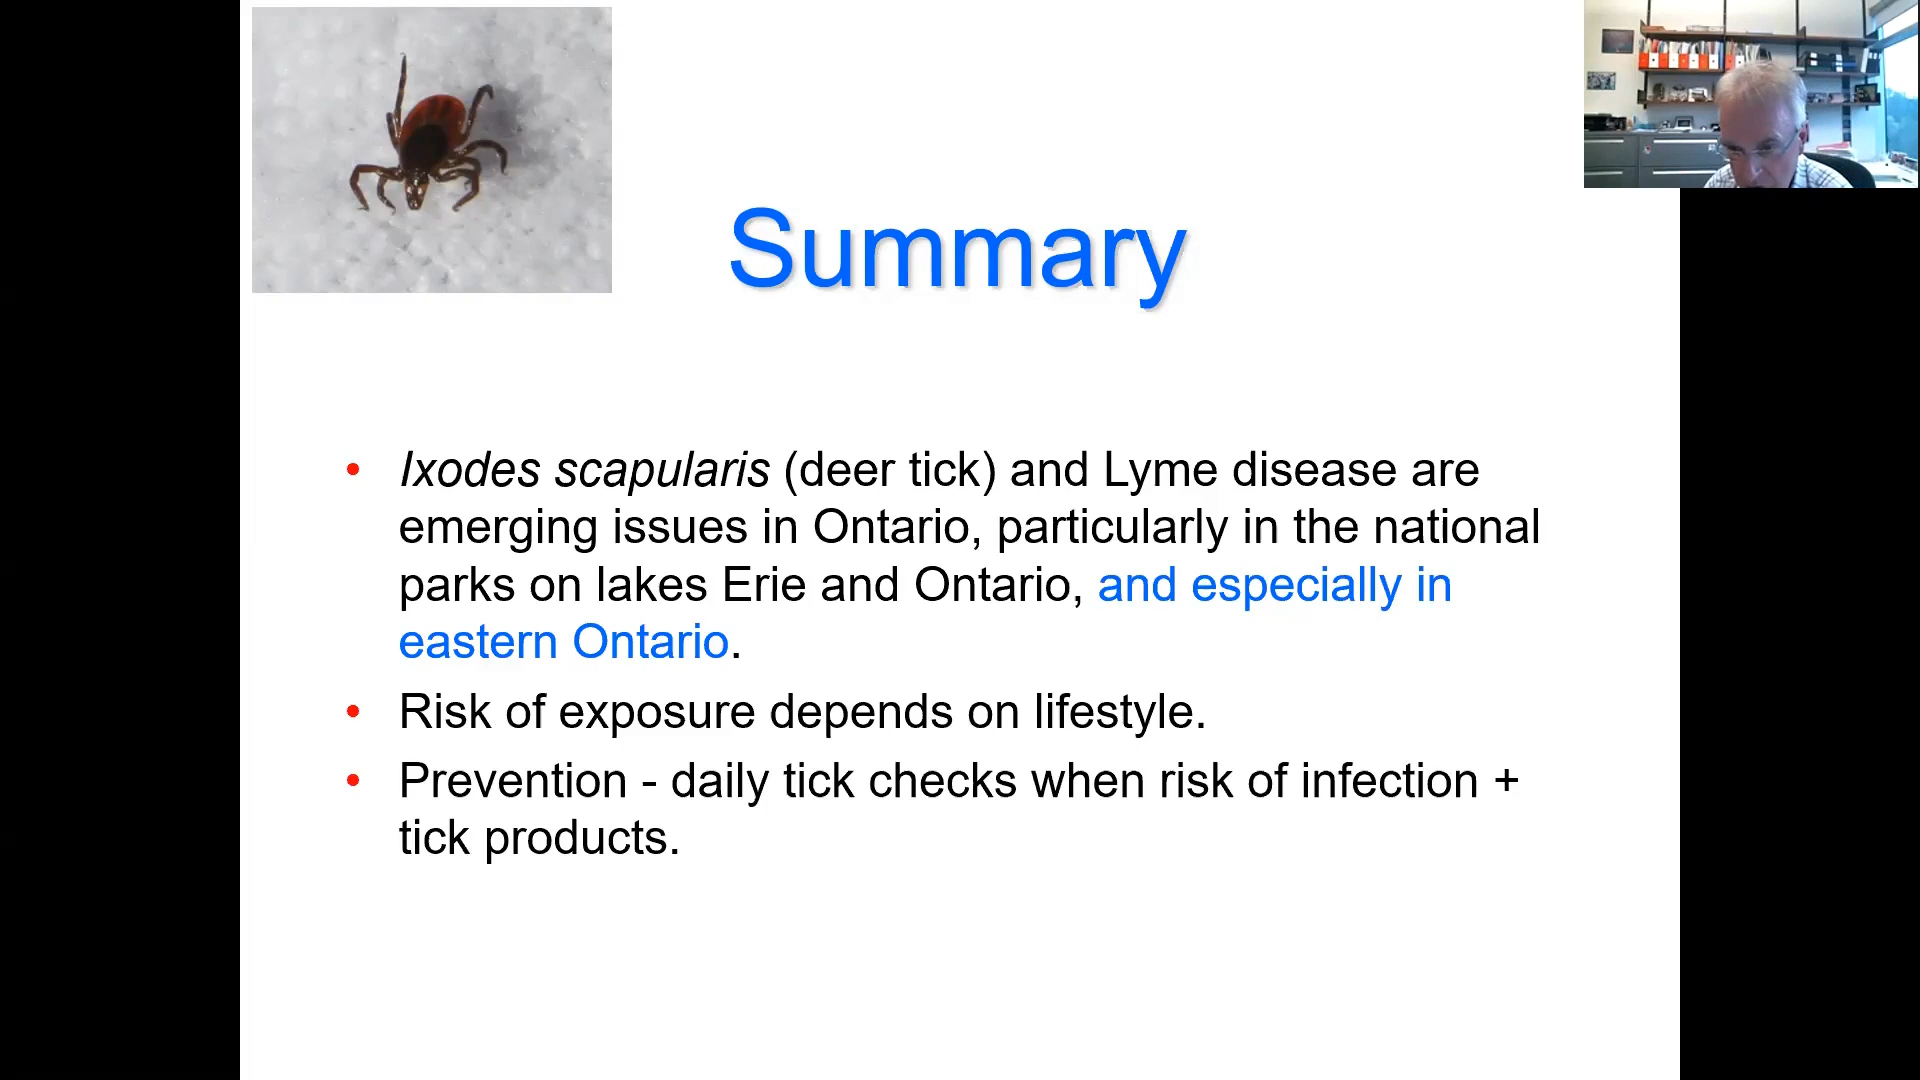 Summary
• Ixodes scapularis (deer tick) and Lyme disease are
emerging issues in Ontario, particularly in the national
parks on lakes Erie and Ontario, and especially in
eastern Ontario.
• Risk of exposure depends on lifestyle.
• Prevention - daily tick checks when risk of infection +
tick products.